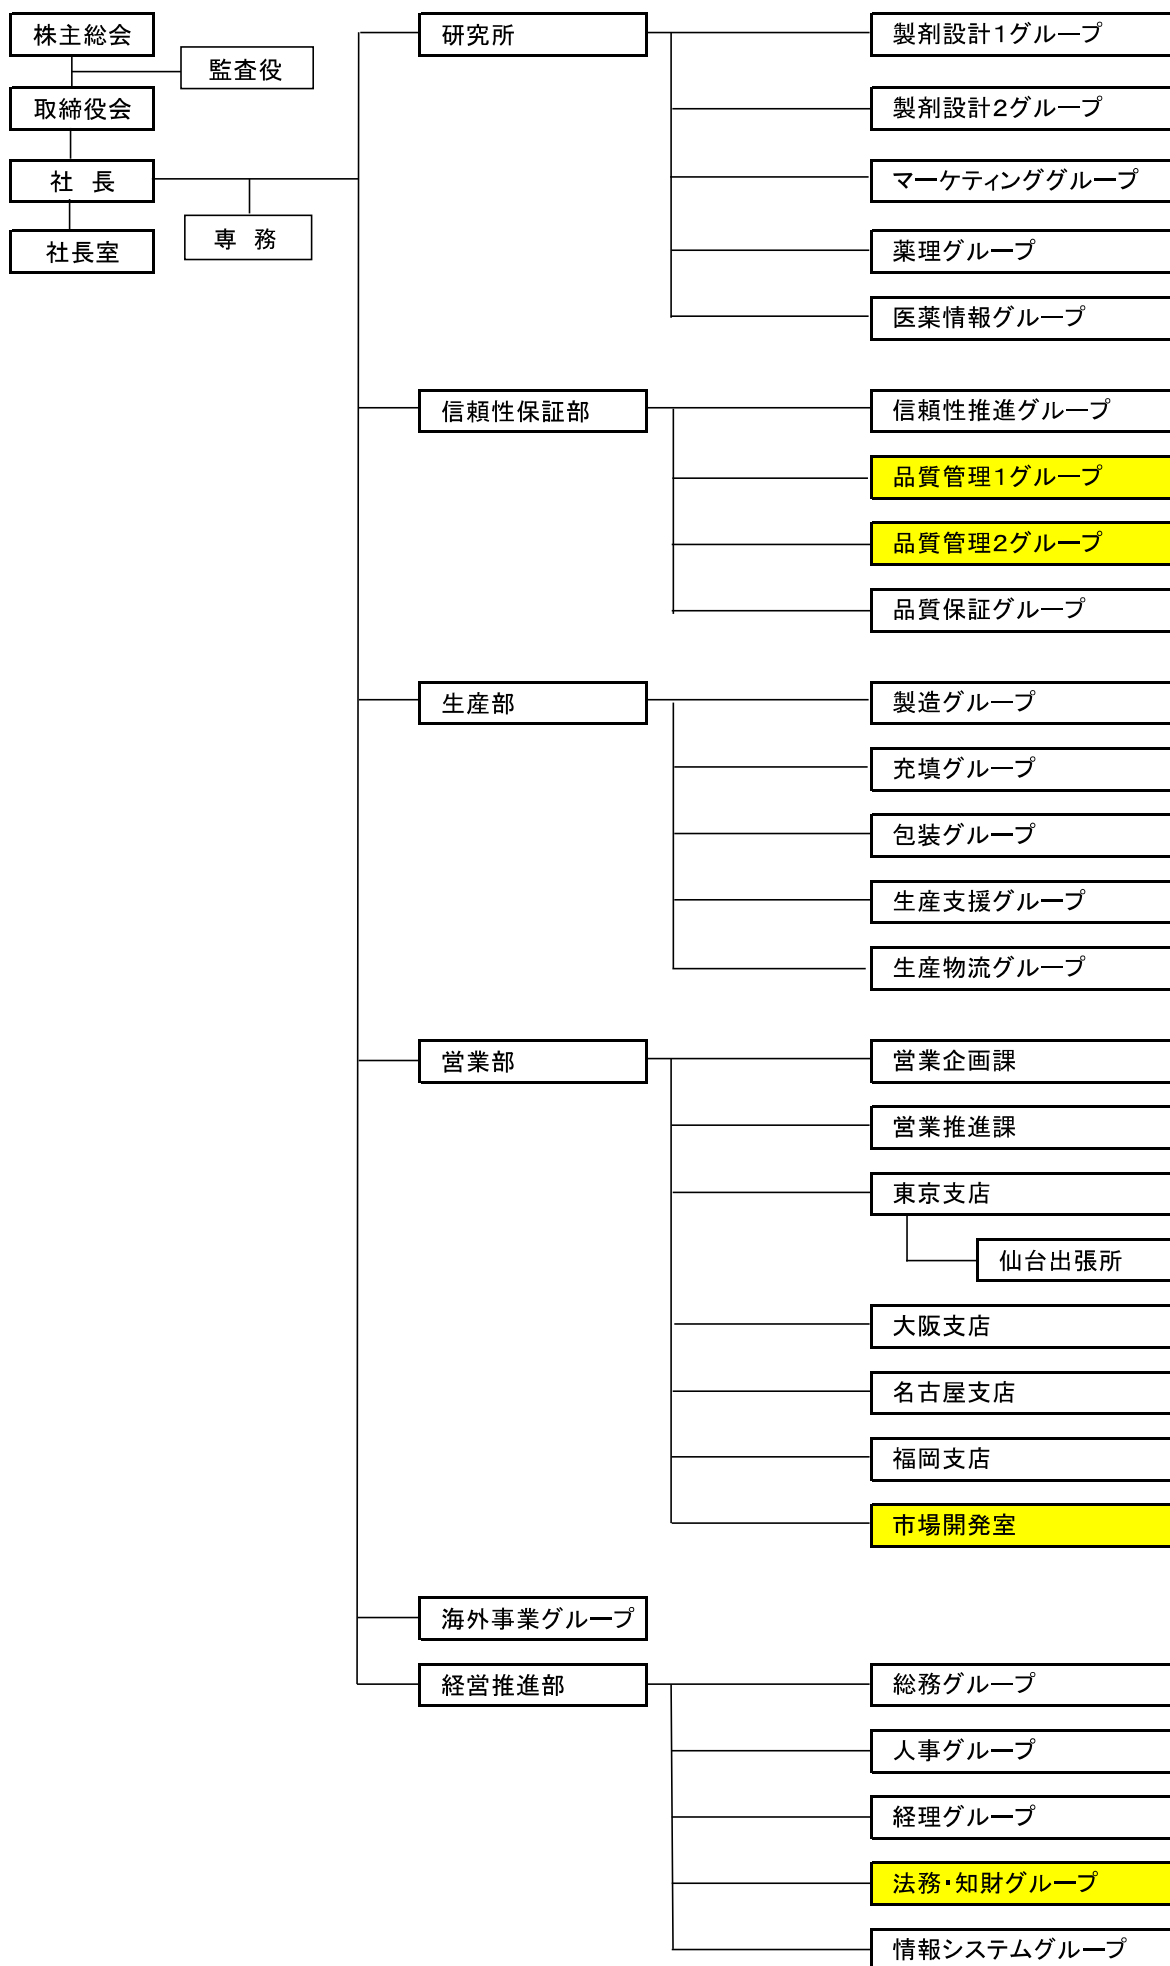 株主総会
監査役
取締役会
社 長
専 務
社長室
研究所
製剤設計1グループ
製剤設計2グループ
マーケティンググループ
薬理グループ
医薬情報グループ
信頼性保証部
信頼性推進グループ
品質管理1グループ
品質管理2グループ
品質保証グループ
生産部
製造グループ
充填グループ
包装グループ
生産支援グループ
生産物流グループ
営業部
営業企画課
営業推進課
東京支店
仙台出張所
大阪支店
名古屋支店
福岡支店
市場開発室
海外事業グループ
経営推進部
総務グループ
人事グループ
経理グループ
法務・知財グループ
情報システムグループ